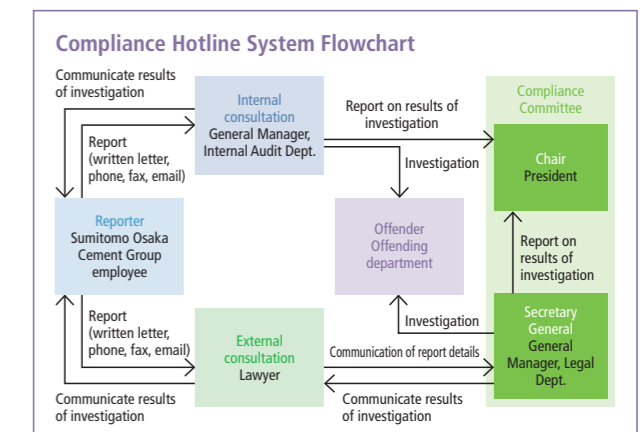 Compliance Hotline System Flowchart
Communicate results
of investigation
Internal
consultation
General Manager,
Internal Audit Dept.
Report on results of
investigation
Compliance
Committee
Chair
President
Report
(written letter,
phone, fax, email)
Investigation
Reporter
Sumitomo Osaka
Cement Group
employee
Offender
Offending
department
Report on
results of
investigation
Report
(written letter,
phone, fax, email)
External
consultation
Lawyer
Investigation
Communication of report details
Secretary
General
General
Manager, Legal
Dept.
Communicate results
of investigation
Communicate results
of investigation